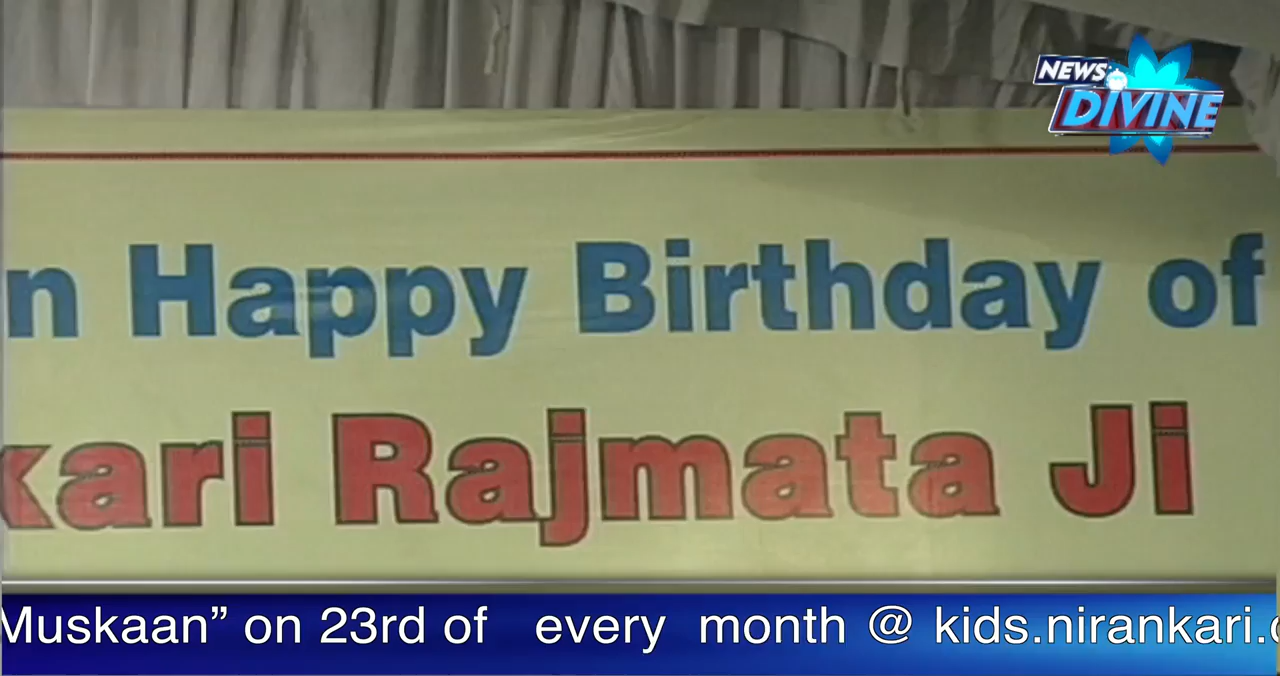 NEWS
DIVINE
n Happy Birthday of
kari Rajmata Ji
Muskaan” on 23rd of every month @ kids.nirankari.c